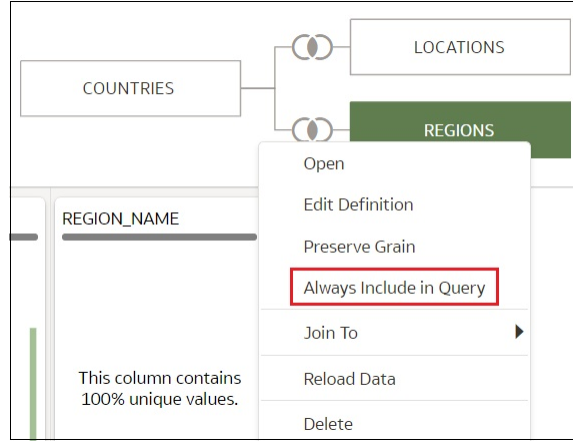 LOCATIONS
COUNTRIES
REGIONS
Open
REGION_NAME
Edit Definition
Preserve Grain
Always Include in Query
Join To
This column contains
100% unique values.
Reload Data
Delete